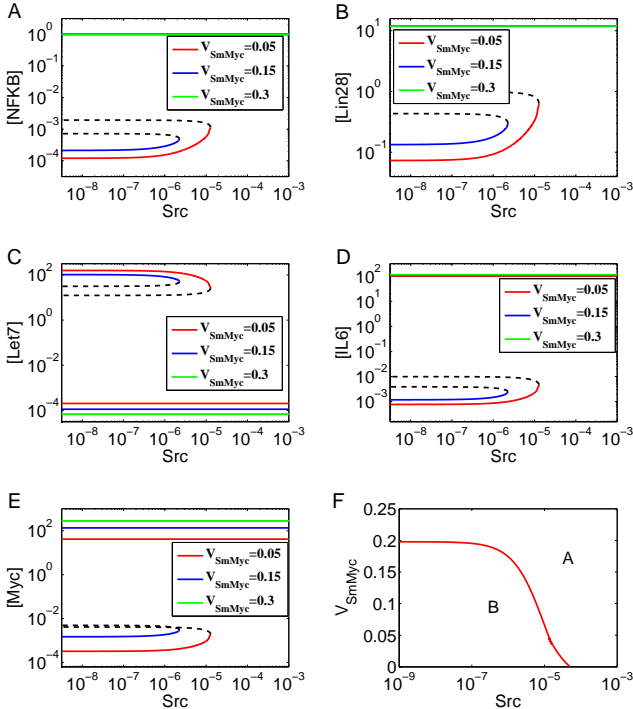 A
[NFKB]
10^0
10^-1
10^-2
10^-3
10^-4
V_SmMyc=0.05
V_SmMyc=0.15
V_SmMyc=0.3
10^-8 10^-7 10^-6 10^-5 10^-4 10^-3
Src
B
[Lin28]
10^1
10^0
10^-1
V_SmMyc=0.05
V_SmMyc=0.15
V_SmMyc=0.3
10^-8 10^-7 10^-6 10^-5 10^-4 10^-3
Src
C
[Let7]
10^2
10^0
10^-2
10^-4
V_SmMyc=0.05
V_SmMyc=0.15
V_SmMyc=0.3
10^-8 10^-7 10^-6 10^-5 10^-4 10^-3
Src
D
[IL6]
10^2
10^1
10^0
10^-1
10^-2
10^-3
V_SmMyc=0.05
V_SmMyc=0.15
V_SmMyc=0.3
10^-8 10^-7 10^-6 10^-5 10^-4 10^-3
Src
E
[Myc]
10^2
10^0
10^-2
10^-4
V_SmMyc=0.05
V_SmMyc=0.15
V_SmMyc=0.3
10^-8 10^-7 10^-6 10^-5 10^-4 10^-3
Src
F
V_SmMyc
0.25
0.2
0.15
0.1
0.05
0
A
B
10^-9 10^-7 10^-5 10^-3
Src